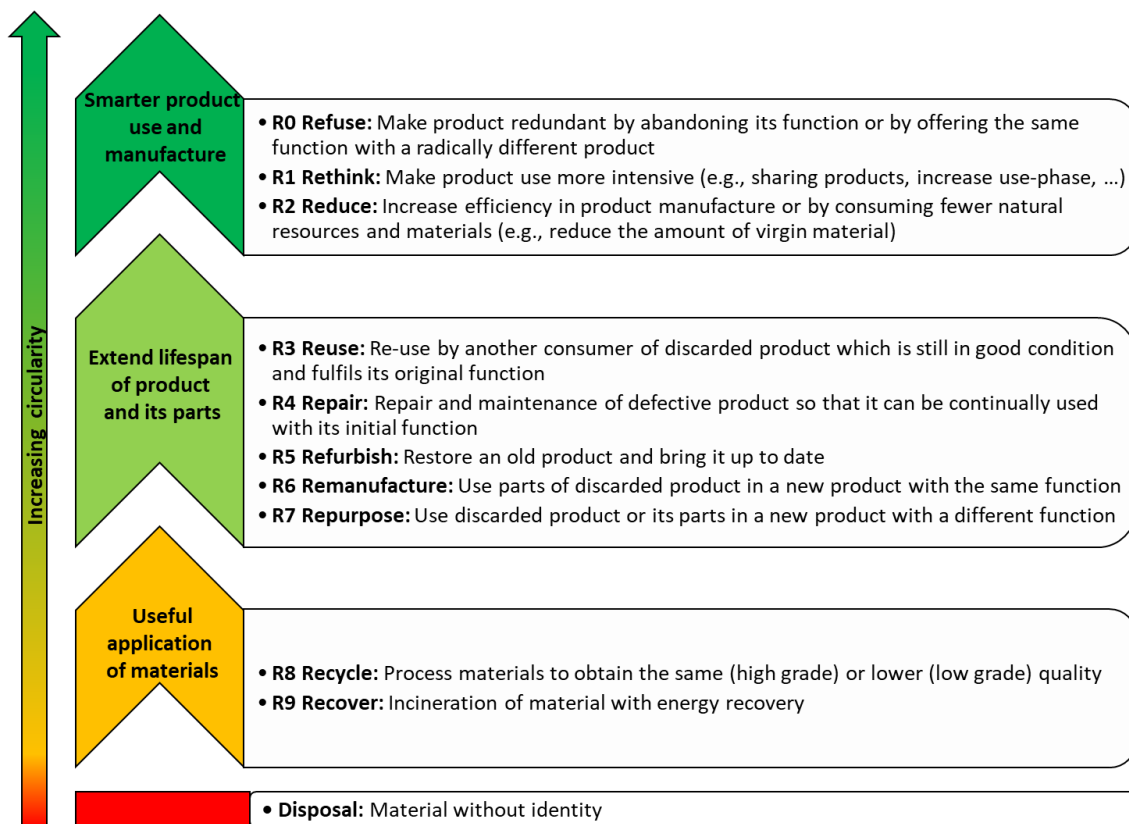 Smarter product
use and
manufacture
• R0 Refuse: Make product redundant by abandoning its function or by offering the same
function with a radically different product
• R1 Rethink: Make product use more intensive (e.g., sharing products, increase use-phase, …)
• R2 Reduce: Increase efficiency in product manufacture or by consuming fewer natural
resources and materials (e.g., reduce the amount of virgin material)
Increasing circularity
Extend lifespan
of product
and its parts
• R3 Reuse: Re-use by another consumer of discarded product which is still in good condition
and fulfils its original function
• R4 Repair: Repair and maintenance of defective product so that it can be continually used
with its initial function
• R5 Refurbish: Restore an old product and bring it up to date
• R6 Remanufacture: Use parts of discarded product in a new product with the same function
• R7 Repurpose: Use discarded product or its parts in a new product with a different function
Useful
application
of materials
• R8 Recycle: Process materials to obtain the same (high grade) or lower (low grade) quality
• R9 Recover: Incineration of material with energy recovery
• Disposal: Material without identity